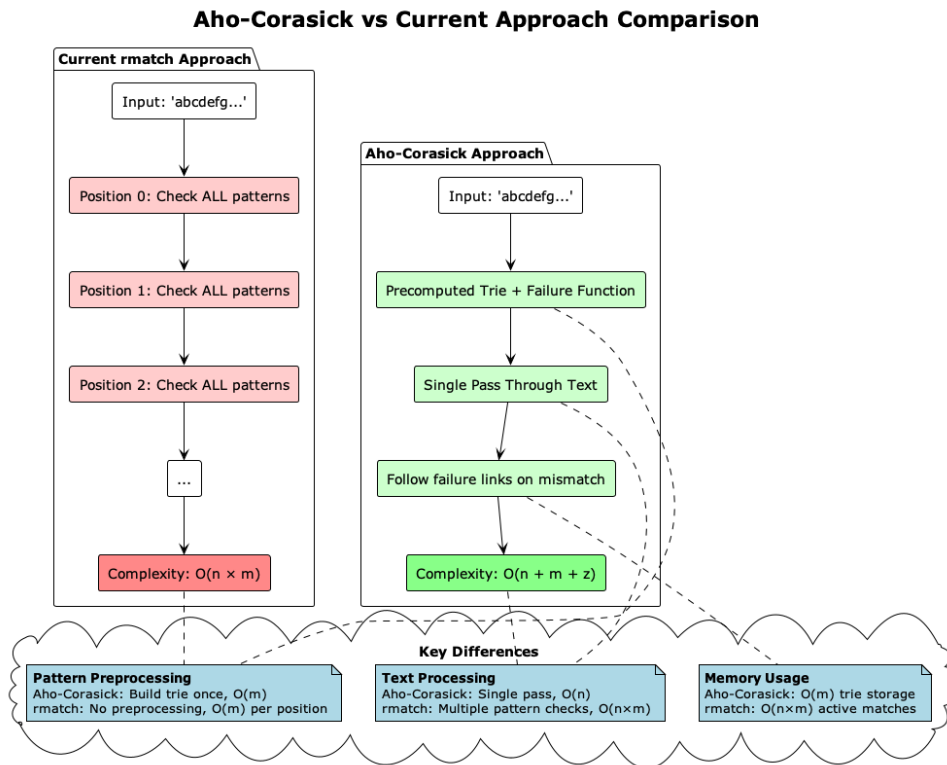 Aho-Corasick vs Current Approach Comparison
Current rmatch Approach
Input: 'abcdefg...'
Position 0: Check ALL patterns
Position 1: Check ALL patterns
Position 2: Check ALL patterns
...
Complexity: O(n × m)
Aho-Corasick Approach
Input: 'abcdefg...'
Precomputed Trie + Failure Function
Single Pass Through Text
Follow failure links on mismatch
Complexity: O(n + m + z)
Key Differences
Pattern Preprocessing
Aho-Corasick: Build trie once, O(m)
rmatch: No preprocessing, O(m) per position
Text Processing
Aho-Corasick: Single pass, O(n)
rmatch: Multiple pattern checks, O(n×m)
Memory Usage
Aho-Corasick: O(m) trie storage
rmatch: O(n×m) active matches